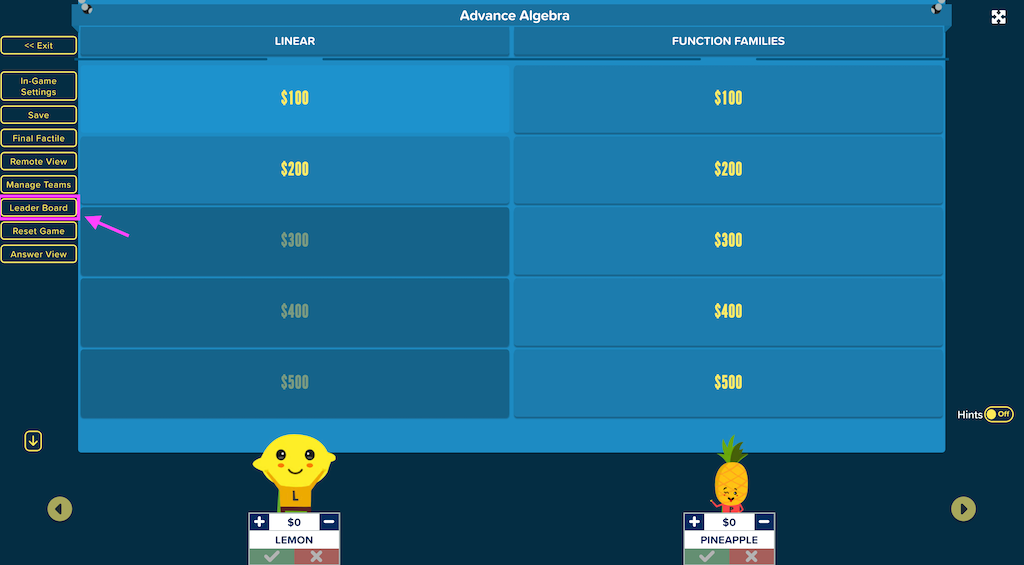 Advance Algebra
<< Exit
LINEAR
FUNCTION FAMILIES
In-Game
Settings
Save
Final Factile
Remote View
Manage Teams
Leader Board
Reset Game
Answer View
$100
$100
$200
$200
$300
$300
$400
$400
$500
$500
Hints Off
L
+ $0 −
LEMON
+ $0 −
PINEAPPLE